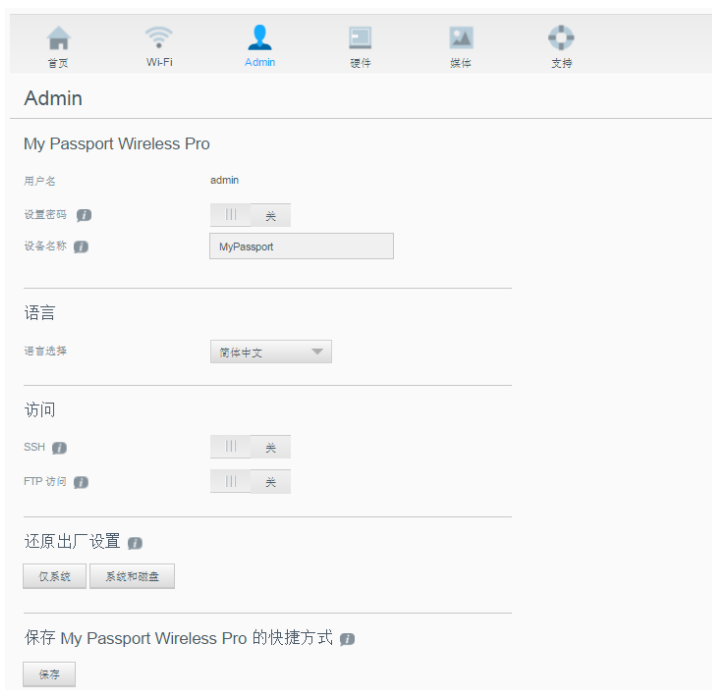 首页 Wi-Fi Admin 硬件 媒体 支持
Admin
My Passport Wireless Pro
用户名 admin
设置密码 关
设备名称 MyPassport
语言
语言选择 简体中文
访问
SSH 关
FTP 访问 关
还原出厂设置
仅系统 系统和磁盘
保存 My Passport Wireless Pro 的快捷方式
保存